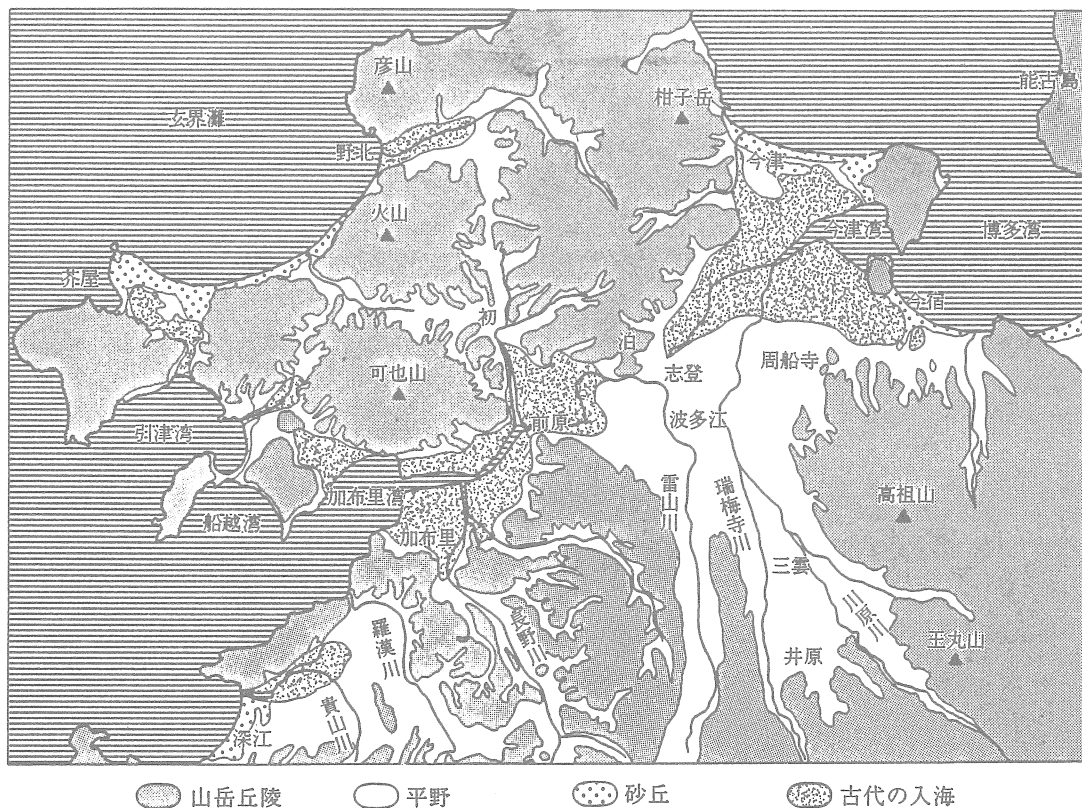 彦山
能古島
柑子岳
玄界灘
野北
今津
火山
今津湾
博多湾
芥屋
今宿
初
泊
周船寺
可也山
志登
前原
波多江
引津湾
雷山川
瑞梅寺川
高祖山
加布里湾
船越湾
加布里
三雲
川原川
羅漢川
長野川
王丸山
井原
貴山川
深江
山岳丘陵
平野
砂丘
古代の入海